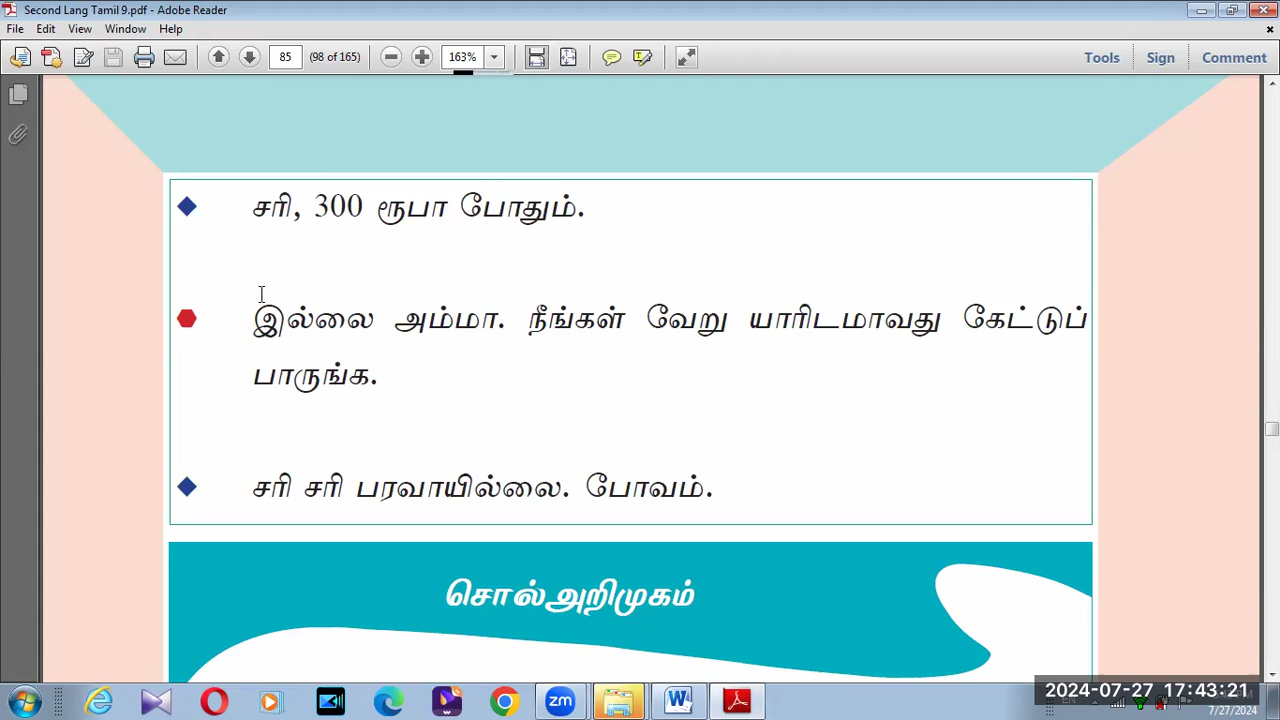 Second Lang Tamil 9.pdf - Adobe Reader
File Edit View Window Help
85 (98 of 165) 163% Tools Sign Comment
சரி, 300 ரூபா போதும்.
இல்லை அம்மா. நீங்கள் வேறு யாரிடமாவது கேட்டுப்
பாருங்க.
சரி சரி பரவாயில்லை. போவம்.
சொல்அறிமுகம்
2024-07-27 17:43:21
7/27/2024